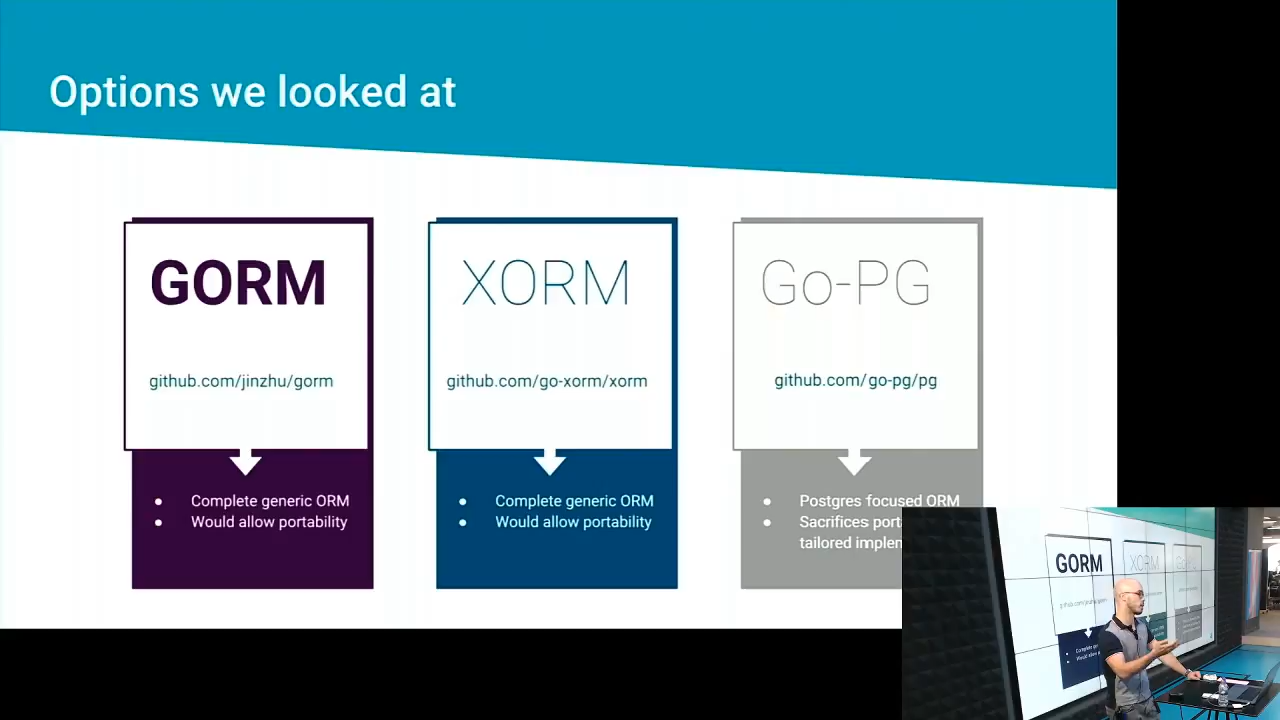 Options we looked at
GORM
github.com/jinzhu/gorm
Complete generic ORM
Would allow portability
XORM
github.com/go-xorm/xorm
Complete generic ORM
Would allow portability
Go-PG
github.com/go-pg/pg
Postgres focused ORM
Sacrifices
tailored
GORM
XORM